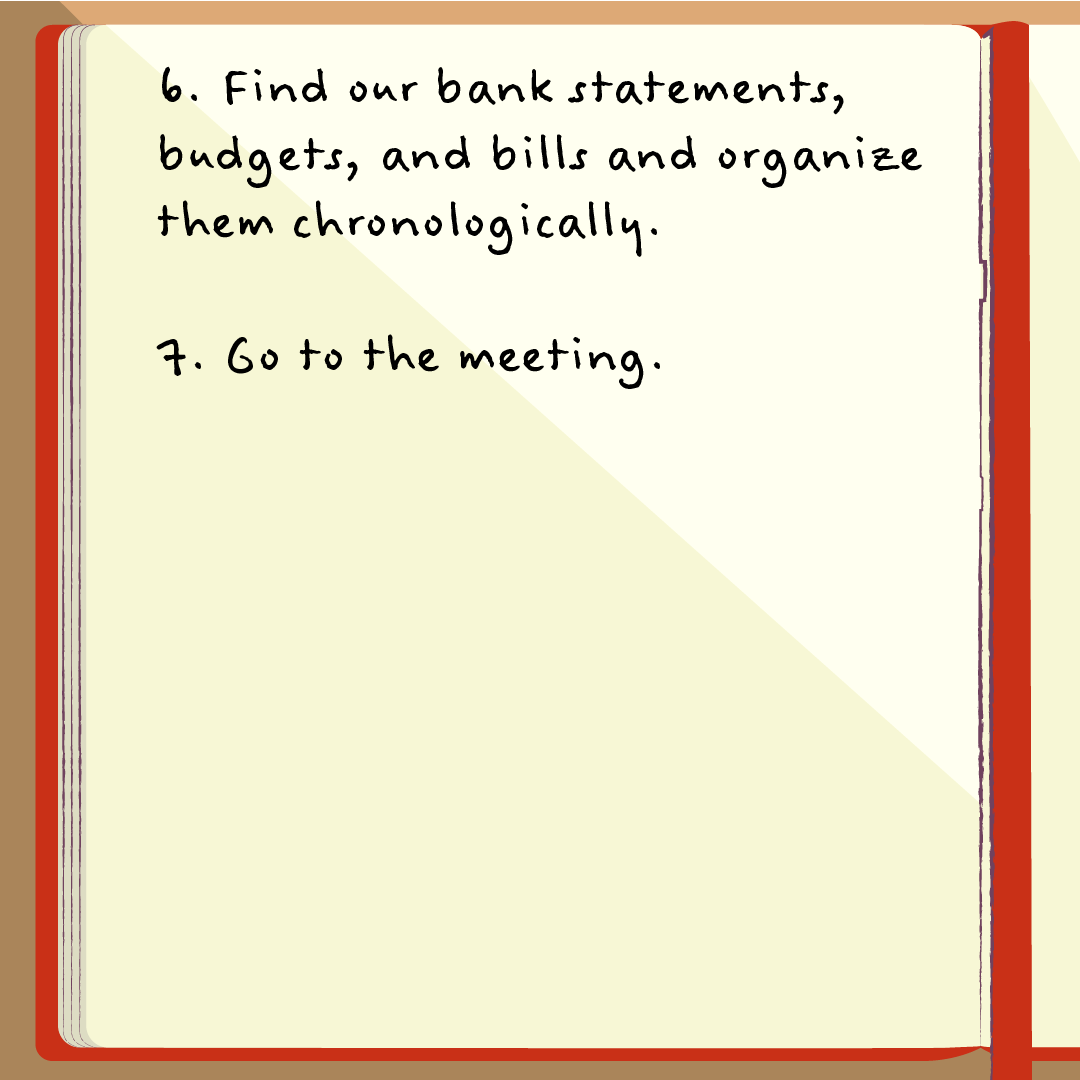 6. Find our bank statements,
budgets, and bills and organize
them chronologically.
7. Go to the meeting.